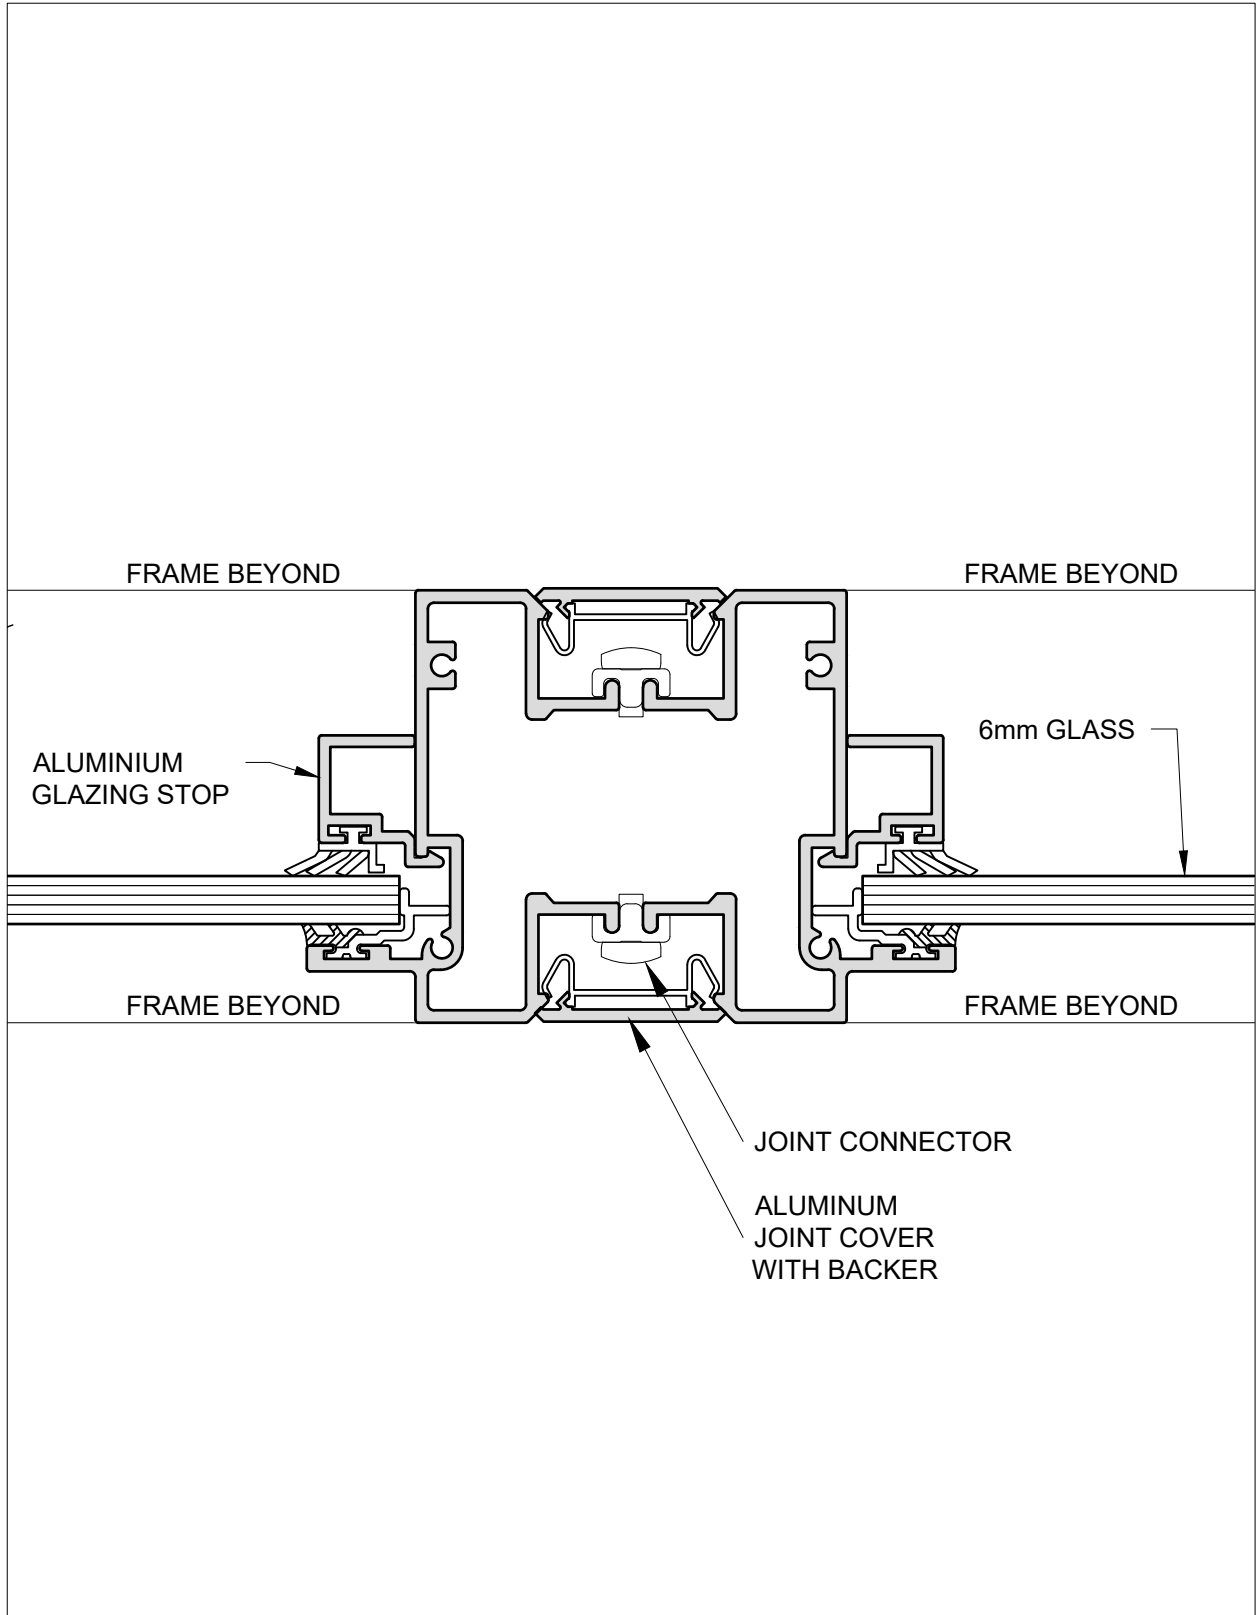 FRAME BEYOND
FRAME BEYOND
6mm GLASS
ALUMINIUM
GLAZING STOP
FRAME BEYOND
FRAME BEYOND
JOINT CONNECTOR
ALUMINUM
JOINT COVER
WITH BACKER